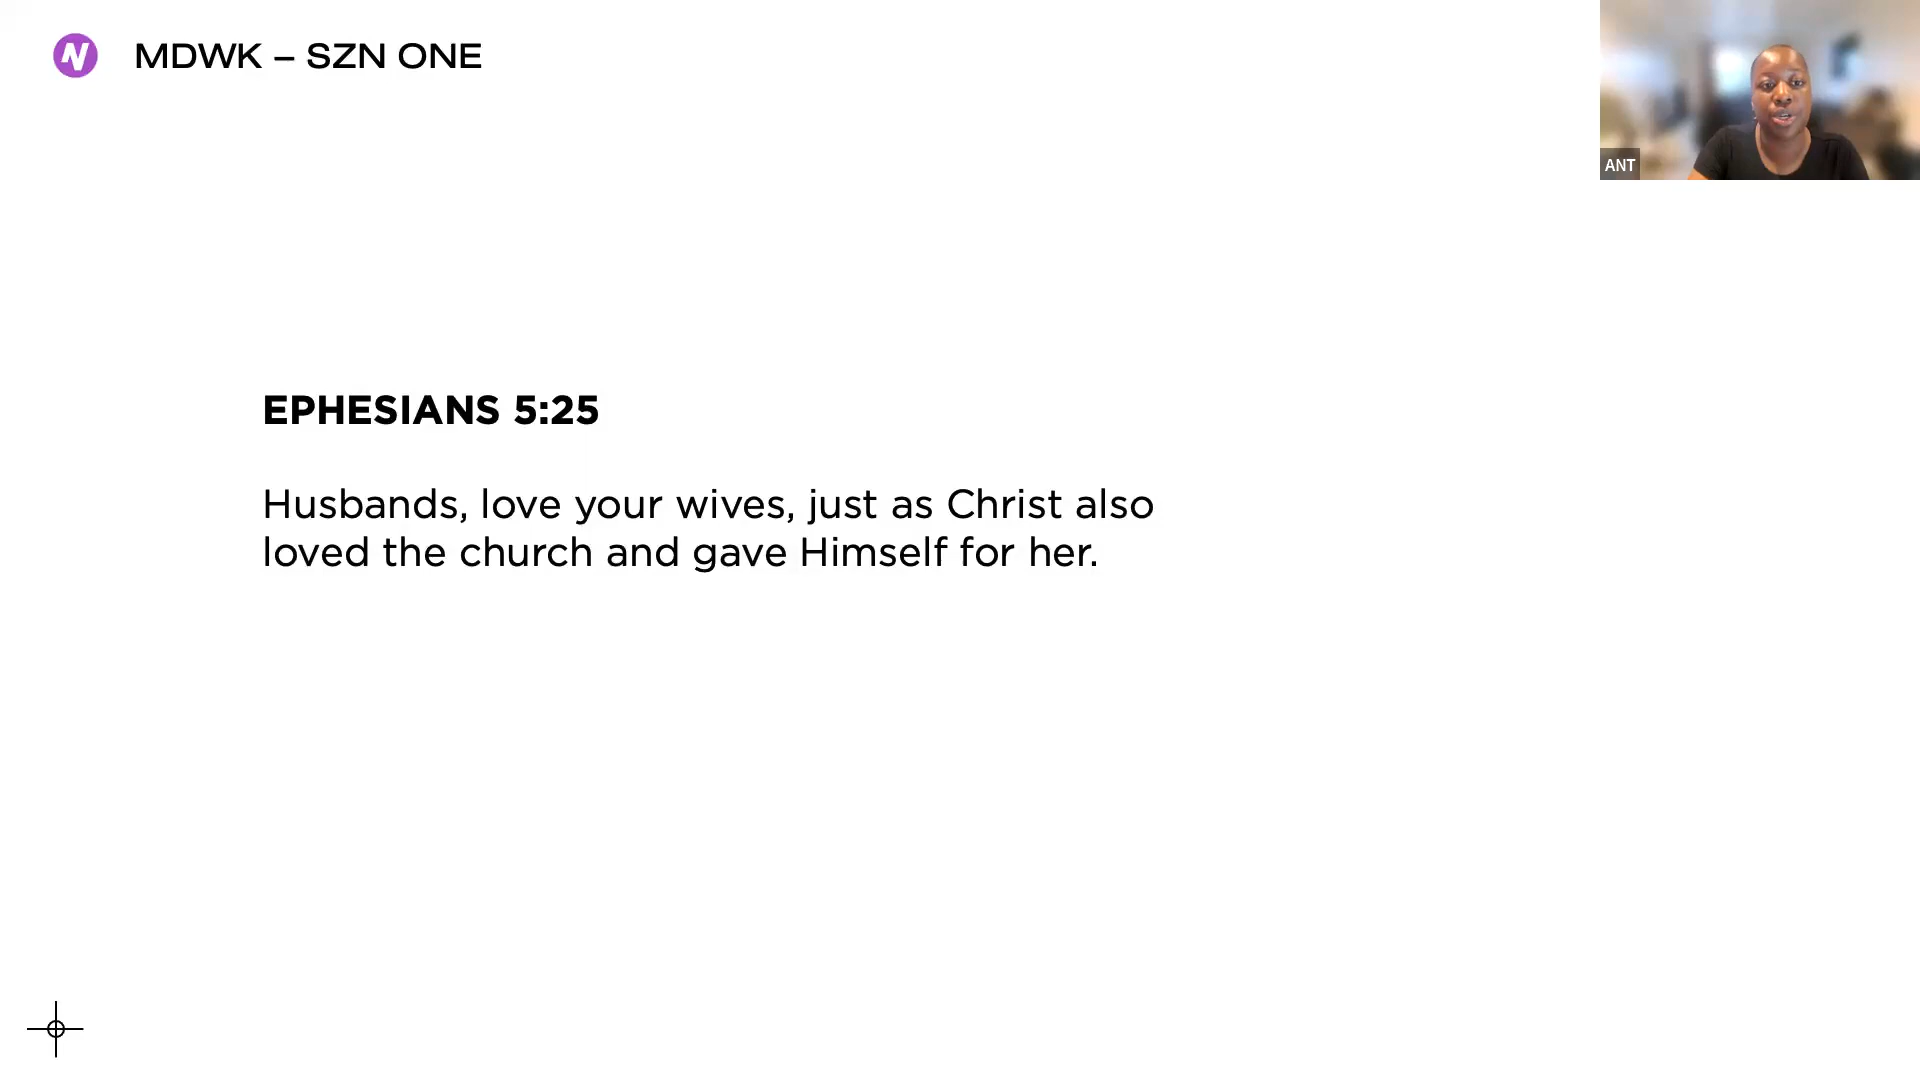 N MDWK – SZN ONE
ANT
EPHESIANS 5:25
Husbands, love your wives, just as Christ also
loved the church and gave Himself for her.